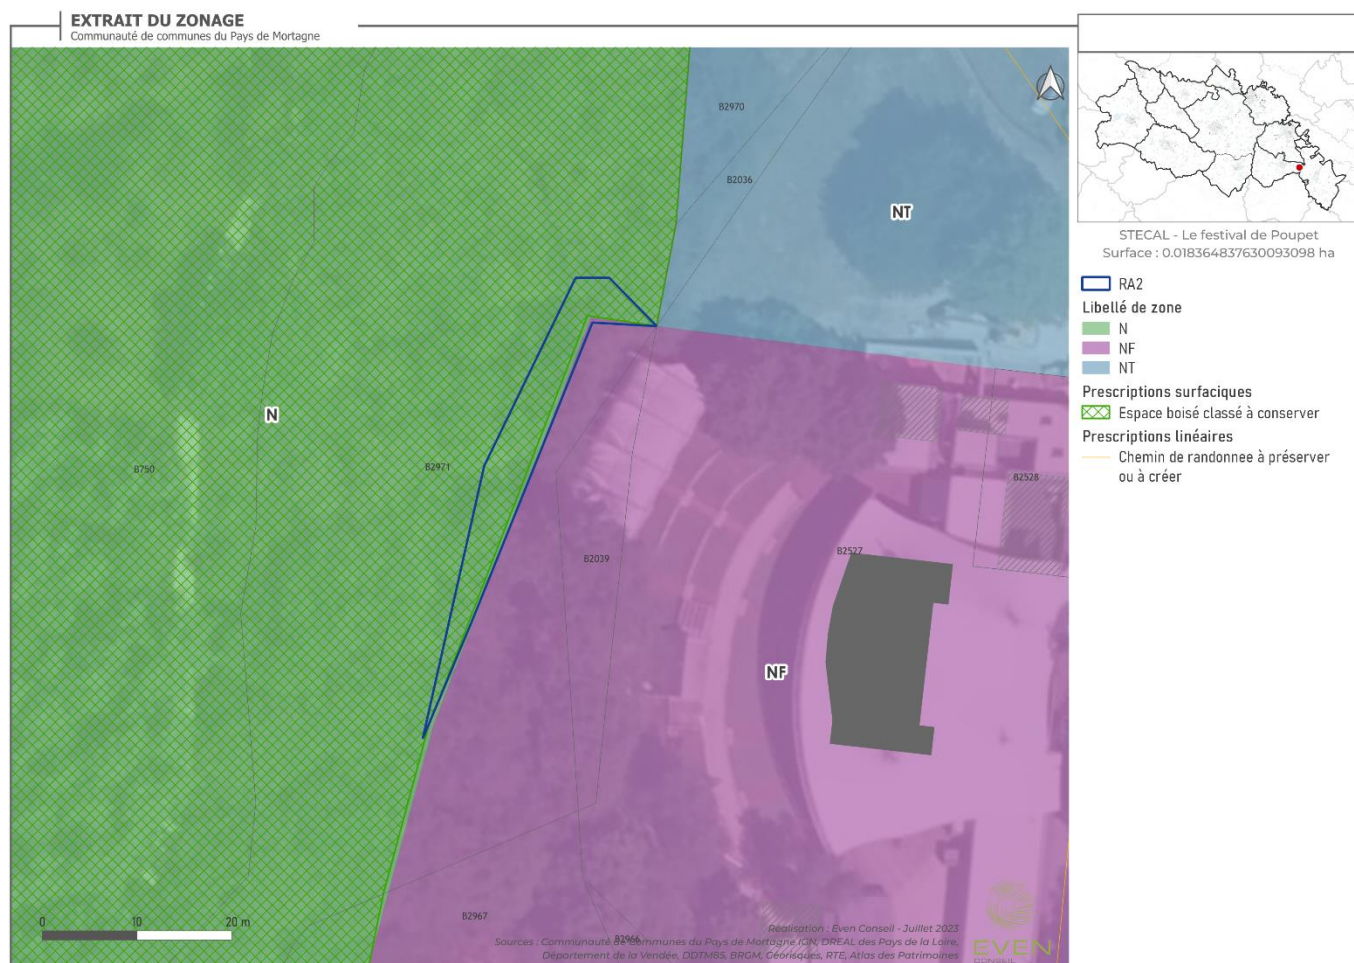 EXTRAIT DU ZONAGE
Communauté de communes du Pays de Mortagne
STECAL - Le festival de Poupet
Surface : 0.018364837630093098 ha
RA2
Libellé de zone
N
NF
NT
Prescriptions surfaciques
Espace boisé classé à conserver
Prescriptions linéaires
Chemin de randonnee à préserver
ou à créer
B2970
B2036
NT
N
B750
B2971
B2528
B2039
B2527
NF
B2967
B2966
0 10 20 m
Réalisation : Even Conseil - Juillet 2023
Sources : Communauté de Communes du Pays de Mortagne IGN, DREAL des Pays de la Loire,
Département de la Vendée, DDTM85, BRGM, Géorisques, RTE, Atlas des Patrimoines
EVEN
CONSEIL